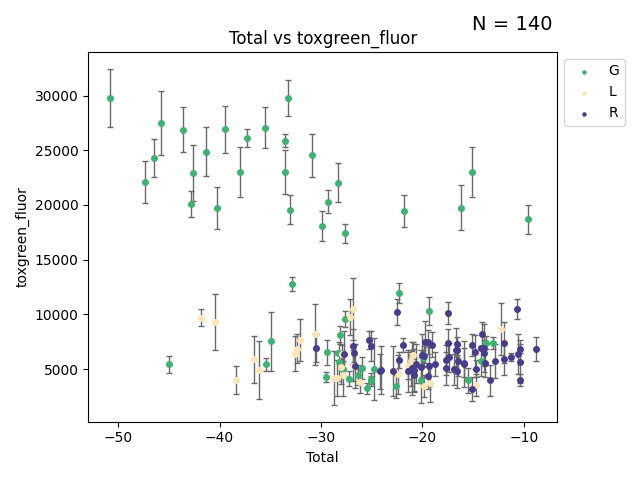 N = 140
Total vs toxgreen_fluor
G
L
R
30000
25000
20000
15000
10000
5000
toxgreen_fluor
−50 −40 −30 −20 −10
Total